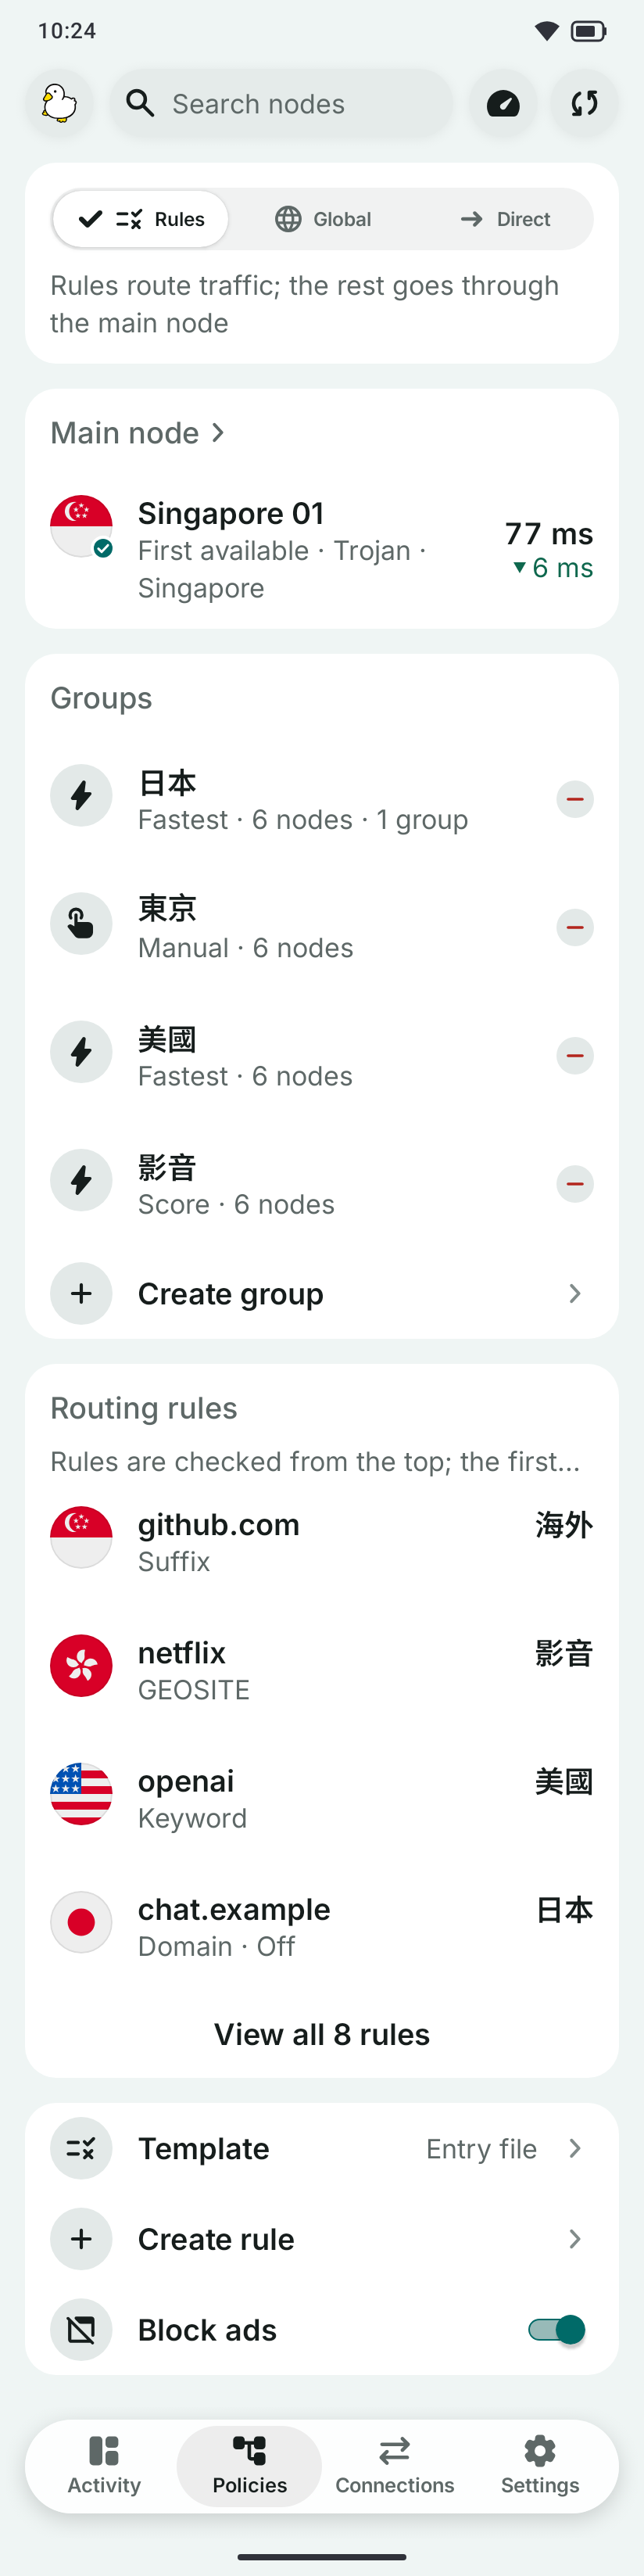 10:24
Search nodes
Rules
Global
Direct
Rules route traffic; the rest goes through
the main node
Main node
Singapore 01
First available · Trojan ·
Singapore
77 ms
6 ms
Groups
日本
Fastest · 6 nodes · 1 group
東京
Manual · 6 nodes
美國
Fastest · 6 nodes
影音
Score · 6 nodes
Create group
Routing rules
Rules are checked from the top; the first...
github.com
海外
Suffix
netflix
影音
GEOSITE
openai
美國
Keyword
chat.example
日本
Domain · Off
View all 8 rules
Template
Entry file
Create rule
Block ads
Activity
Policies
Connections
Settings